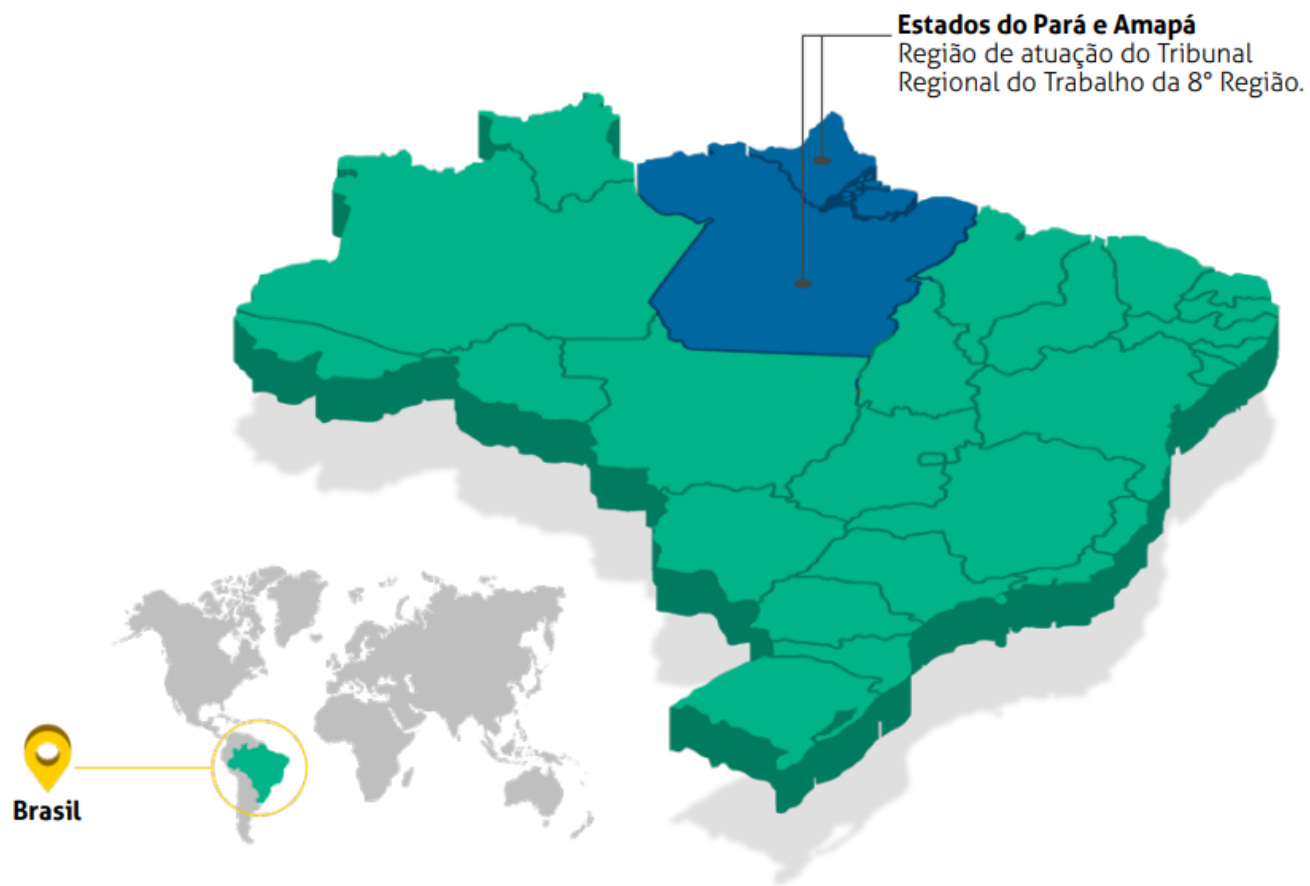 Estados do Pará e Amapá
Região de atuação do Tribunal
Regional do Trabalho da 8° Região.
Brasil